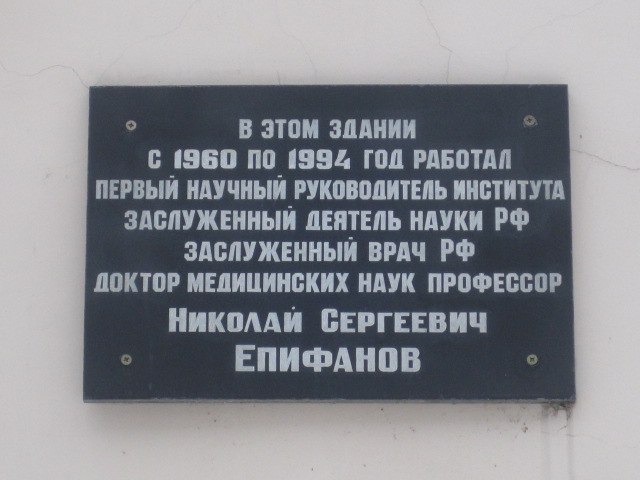 В ЭТОМ ЗДАНИИ
С 1960 ПО 1994 ГОД РАБОТАЛ
ПЕРВЫЙ НАУЧНЫЙ РУКОВОДИТЕЛЬ ИНСТИТУТА
ЗАСЛУЖЕННЫЙ ДЕЯТЕЛЬ НАУКИ РФ
ЗАСЛУЖЕННЫЙ ВРАЧ РФ
ДОКТОР МЕДИЦИНСКИХ НАУК ПРОФЕССОР
НИКОЛАЙ СЕРГЕЕВИЧ
ЕПИФАНОВ